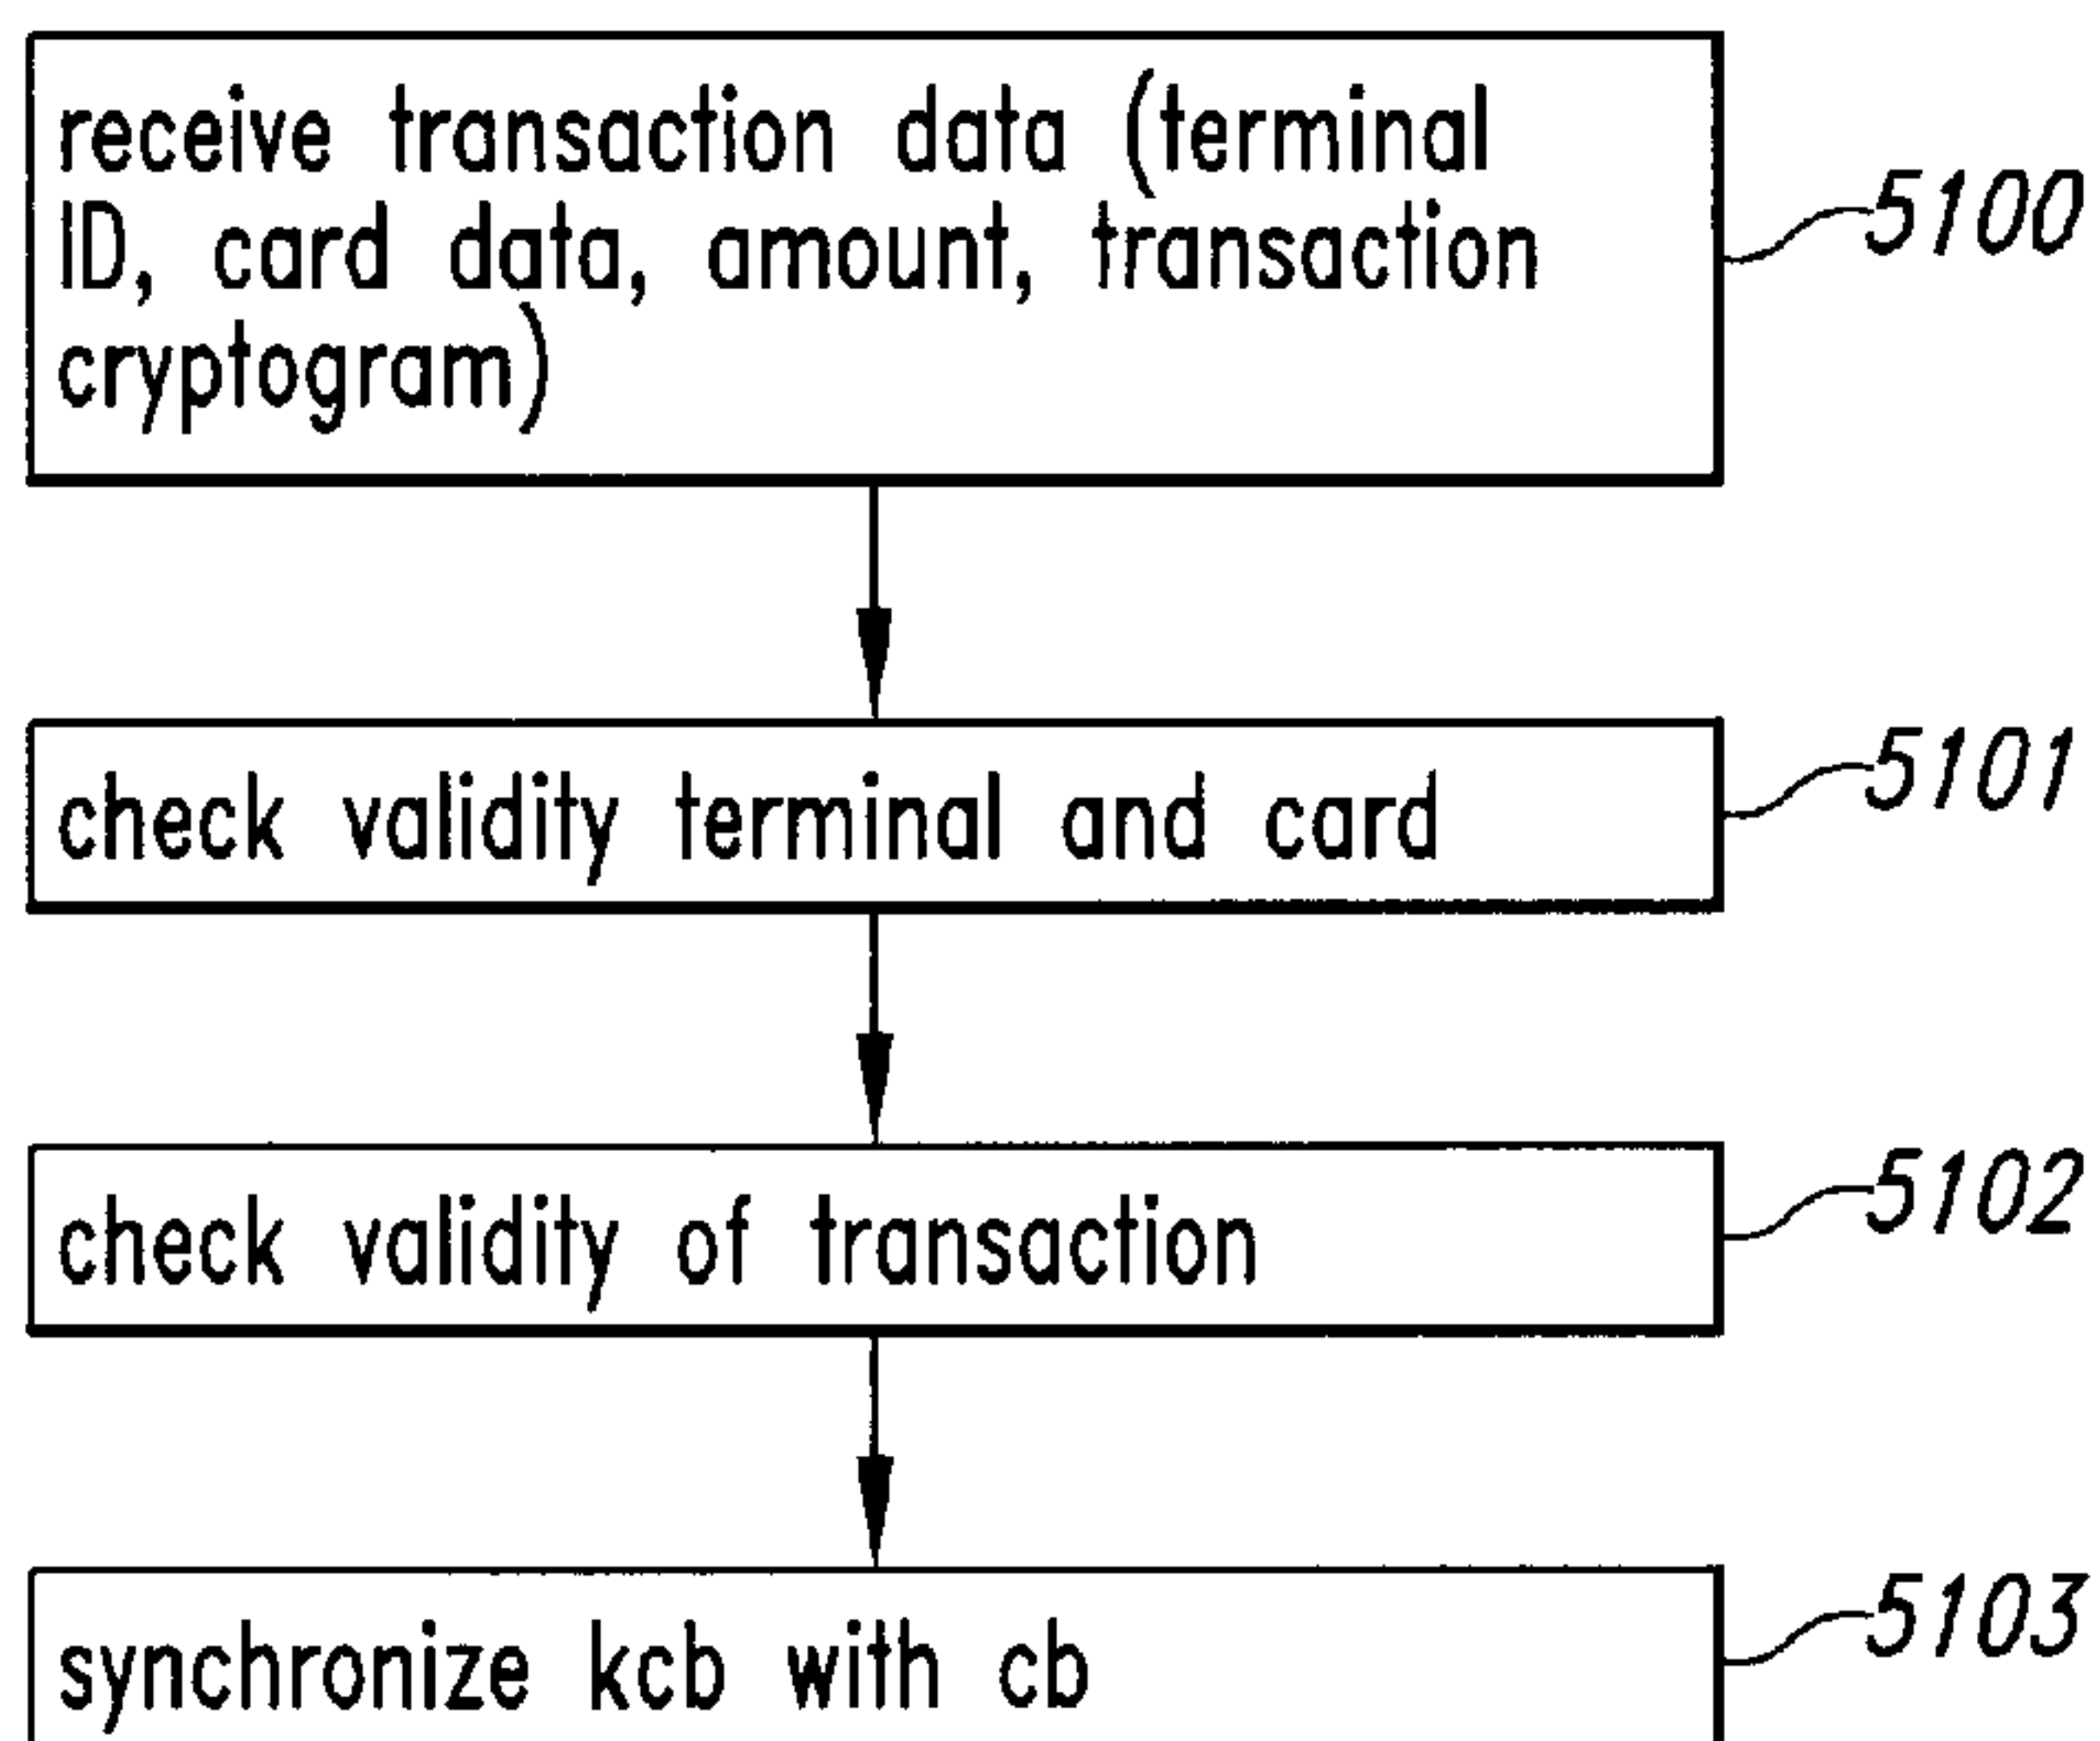 receive transaction data (terminal
ID, card data, amount, transaction
cryptogram)
5100
check validity terminal and card
5101
check validity of transaction
5102
synchronize kcb with cb
5103